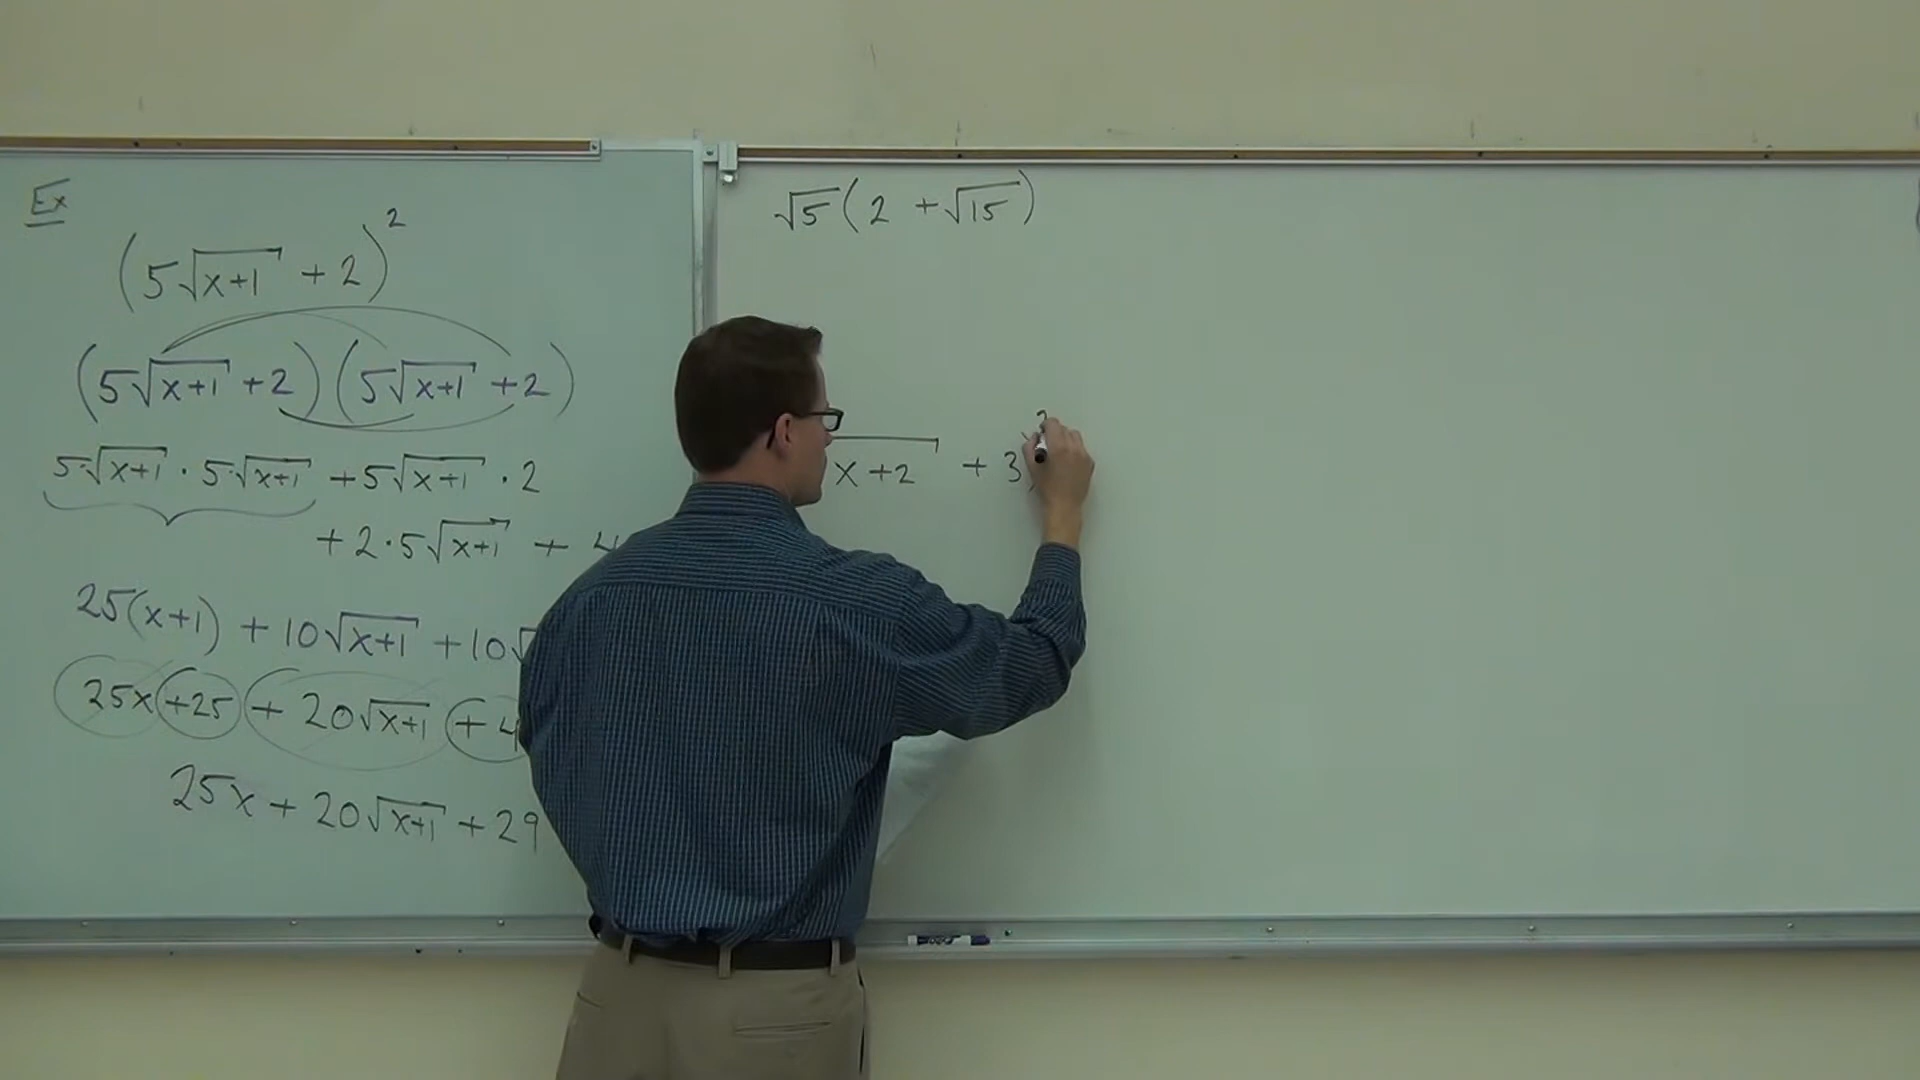 Ex
(5√(x+1) + 2)²
(5√(x+1) + 2)(5√(x+1) + 2)
5·√(x+1) · 5·√(x+1) + 5√(x+1) · 2
+ 2 · 5√(x+1) + 4
25(x+1) + 10√(x+1) + 10√
25x + 25 + 20√(x+1) + 4
25x + 20√(x+1) + 29
√5(2 + √15)
x+2 + 3